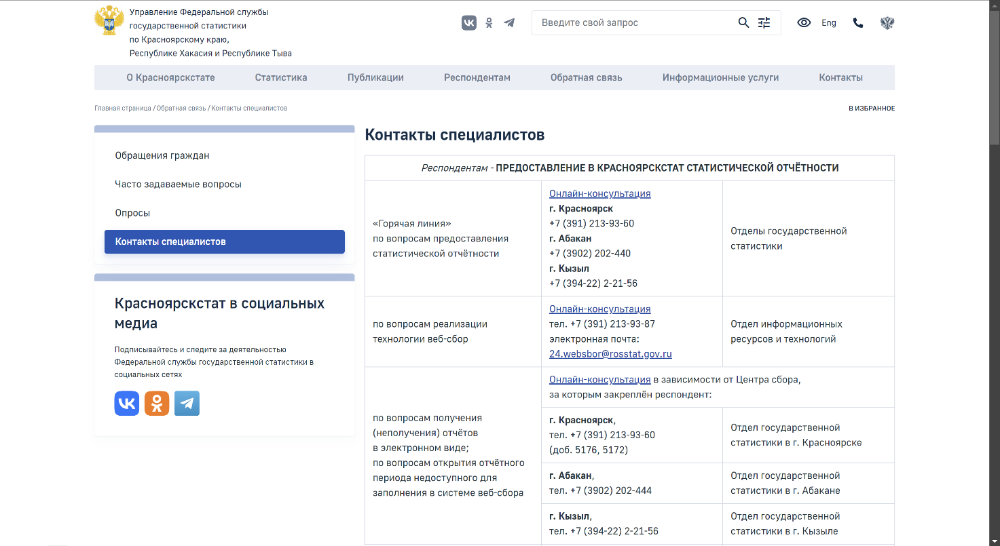 Управление Федеральной службы
государственной статистики
по Красноярскому краю,
Республике Хакасия и Республике Тыва
Введите свой запрос
Eng
О Красноярскстате
Статистика
Публикации
Респондентам
Обратная связь
Информационные услуги
Контакты
Главная страница / Обратная связь / Контакты специалистов
В ИЗБРАННОЕ
Обращения граждан
Часто задаваемые вопросы
Опросы
Контакты специалистов
Красноярскстат в социальных
медиа
Подписывайтесь и следите за деятельностью
Федеральной службы государственной статистики в
социальных сетях
Контакты специалистов
Респондентам - ПРЕДОСТАВЛЕНИЕ В КРАСНОЯРСКСТАТ СТАТИСТИЧЕСКОЙ ОТЧЁТНОСТИ
«Горячая линия»
по вопросам предоставления
статистической отчётности
Онлайн-консультация
г. Красноярск
+7 (391) 213-93-60
г. Абакан
+7 (3902) 202-440
г. Кызыл
+7 (394-22) 2-21-56
Отделы государственной
статистики
по вопросам реализации
технологии веб-сбор
Онлайн-консультация
тел. +7 (391) 213-93-87
электронная почта:
24.websbor@rosstat.gov.ru
Отдел информационных
ресурсов и технологий
по вопросам получения
(неполучения) отчётов
в электронном виде;
по вопросам открытия отчётного
периода недоступного для
заполнения в системе веб-сбора
Онлайн-консультация в зависимости от Центра сбора,
за которым закреплён респондент:
г. Красноярск,
тел. +7 (391) 213-93-60
(доб. 5176, 5172)
Отдел государственной
статистики в г. Красноярске
г. Абакан,
тел. +7 (3902) 202-444
Отдел государственной
статистики в г. Абакане
г. Кызыл,
тел. +7 (394-22) 2-21-56
Отдел государственной
статистики в г. Кызыле